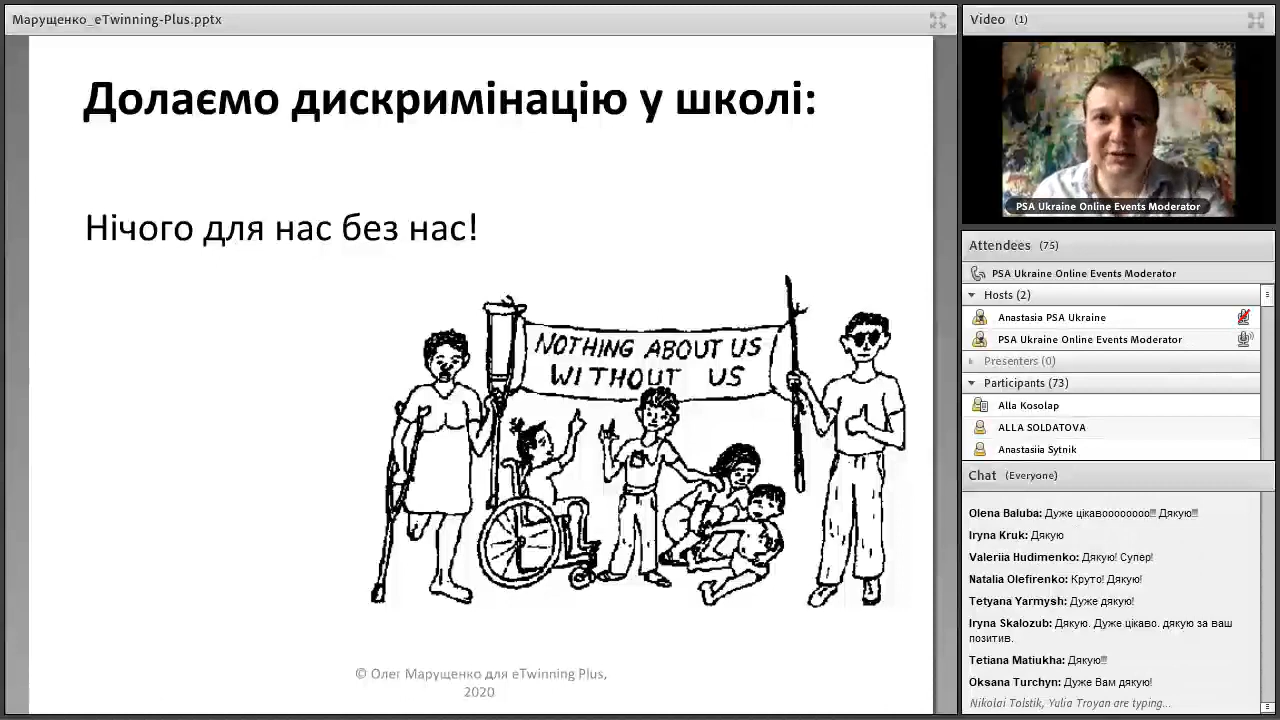 Марущенко_eTwinning-Plus.pptx
Долаємо дискримінацію у школі:
Нічого для нас без нас!
NOTHING ABOUT US
WITHOUT US
© Олег Марущенко для eTwinning Plus,
2020
Video (1)
PSA Ukraine Online Events Moderator
Attendees (75)
PSA Ukraine Online Events Moderator
Hosts (2)
Anastasia PSA Ukraine
PSA Ukraine Online Events Moderator
Presenters (0)
Participants (73)
Alla Kosolap
ALLA SOLDATOVA
Anastasiia Sytnik
Chat (Everyone)
Olena Baluba: Дуже цікавоооооооо!!! Дякую!!!
Iryna Kruk: Дякую
Valeriia Hudimenko: Дякую! Супер!
Natalia Olefirenko: Круто! Дякую!
Tetyana Yarmysh: Дуже дякую!
Iryna Skalozub: Дякую. Дуже цікаво. дякую за ваш
позитив.
Tetiana Matiukha: Дякую!!!
Oksana Turchyn: Дуже Вам дякую!
Nikolai Tolstik, Yulia Troyan are typing...